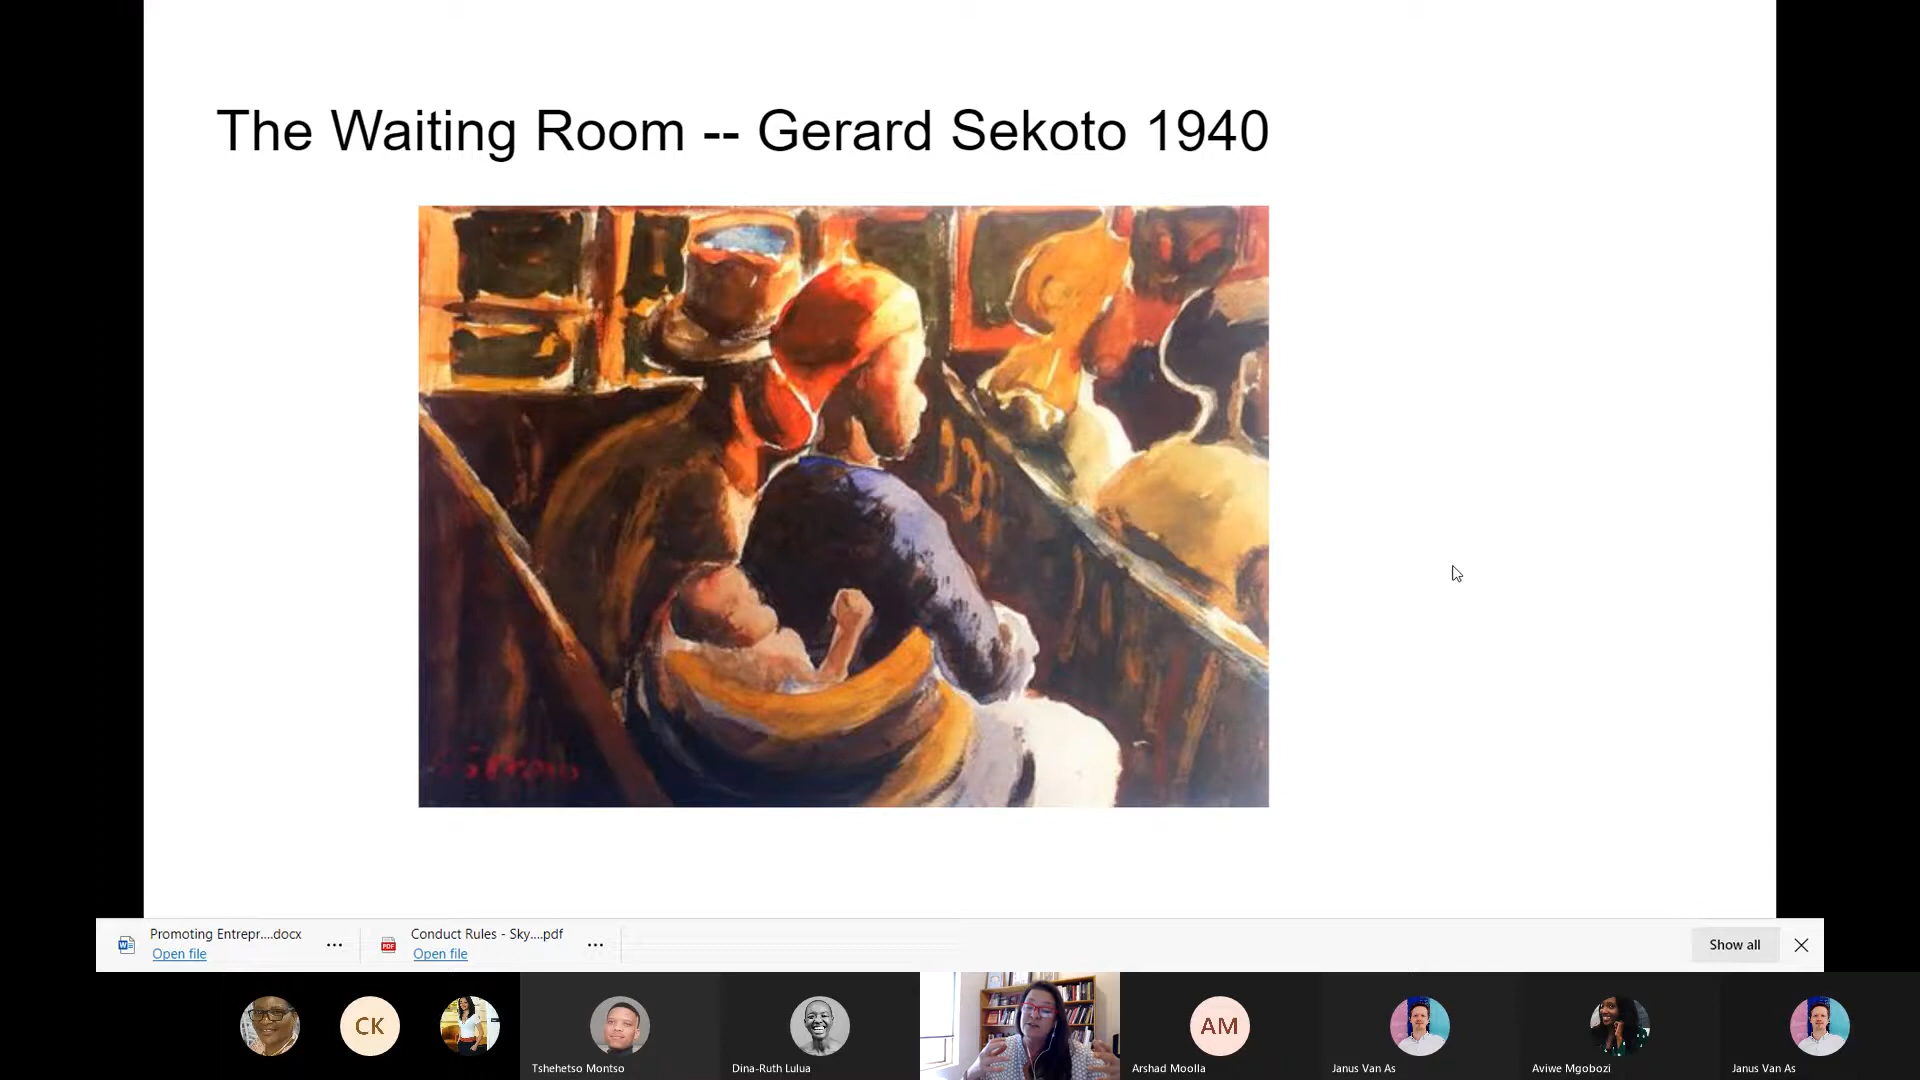 The Waiting Room -- Gerard Sekoto 1940
Promoting Entrepr....docx
Open file
Conduct Rules - Sky....pdf
Open file
Show all
CK
AM
Tshehetso Montso
Dina-Ruth Lulua
Arshad Moolla
Janus Van As
Aviwe Mgobozi
Janus Van As